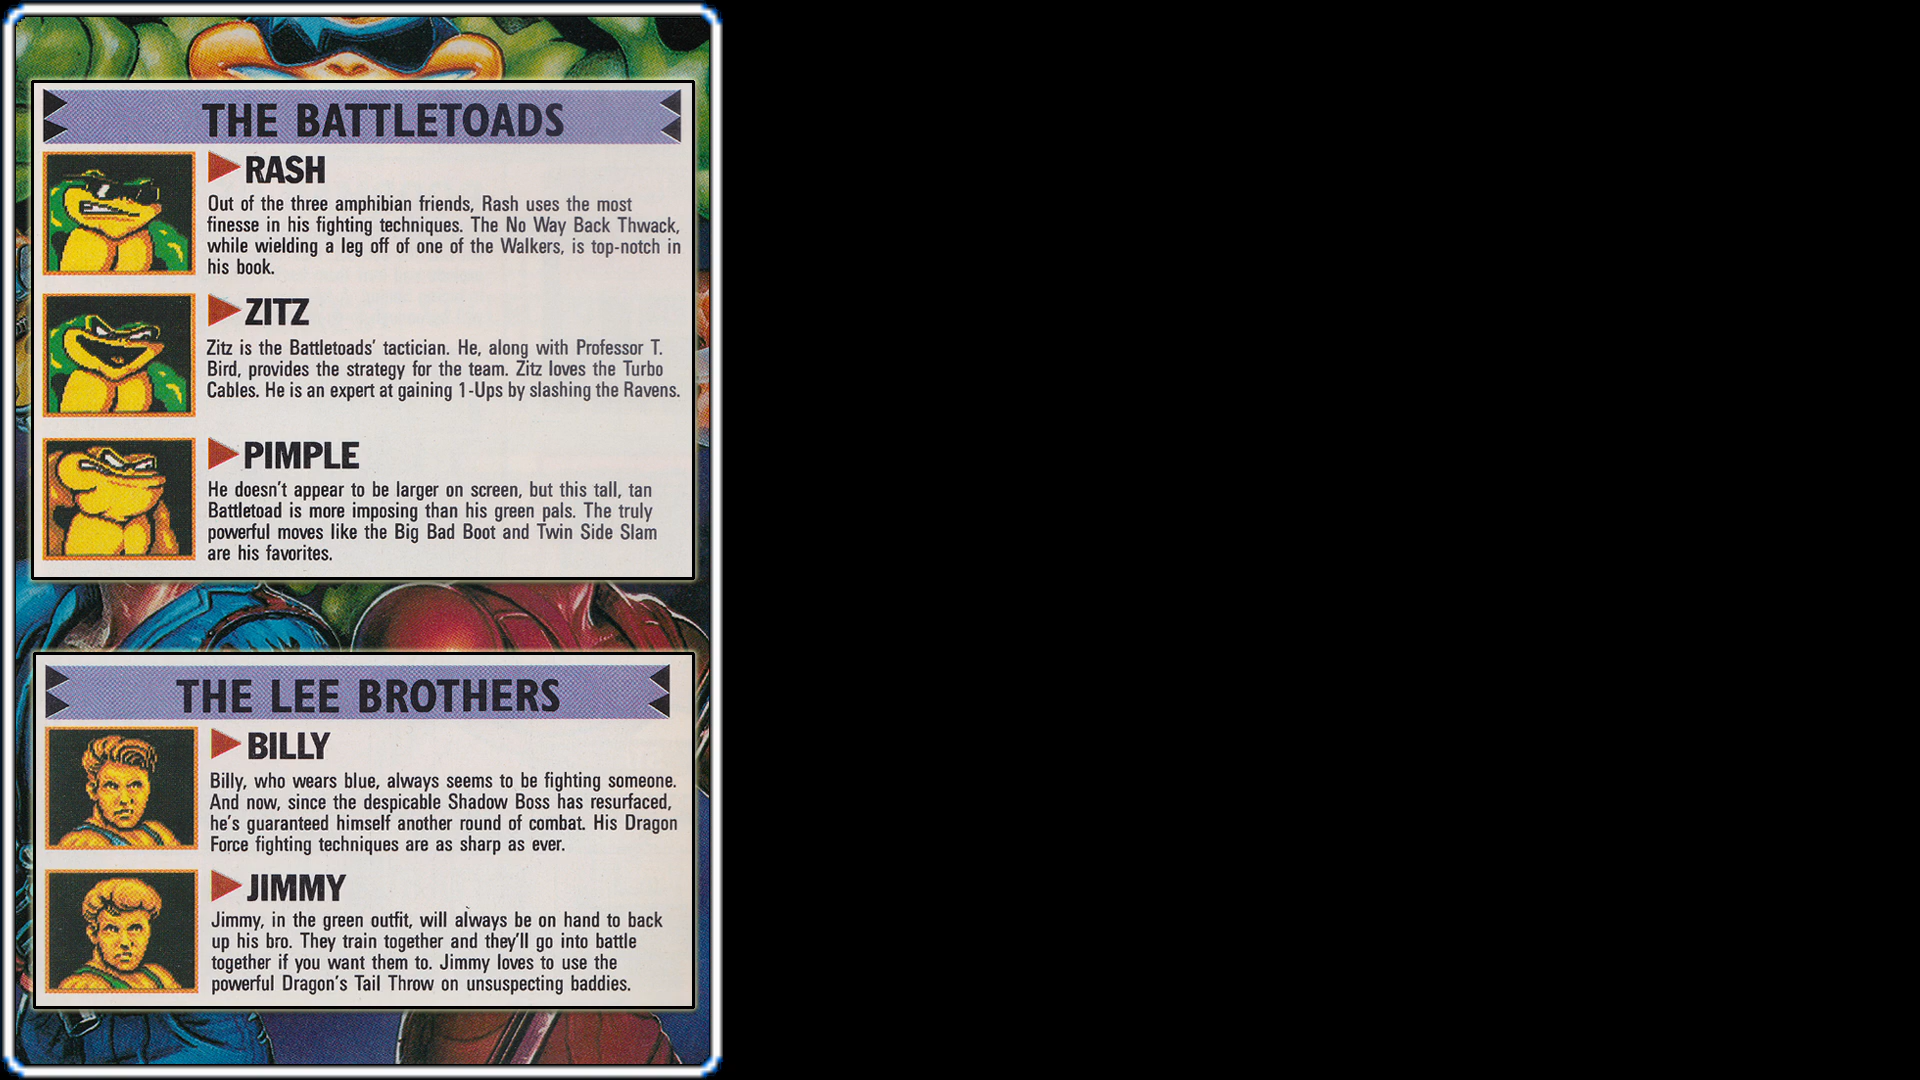 THE BATTLETOADS
RASH
Out of the three amphibian friends, Rash uses the most
finesse in his fighting techniques. The No Way Back Thwack,
while wielding a leg off of one of the Walkers, is top-notch in
his book.
ZITZ
Zitz is the Battletoads' tactician. He, along with Professor T.
Bird, provides the strategy for the team. Zitz loves the Turbo
Cables. He is an expert at gaining 1-Ups by slashing the Ravens.
PIMPLE
He doesn't appear to be larger on screen, but this tall, tan
Battletoad is more imposing than his green pals. The truly
powerful moves like the Big Bad Boot and Twin Side Slam
are his favorites.
THE LEE BROTHERS
BILLY
Billy, who wears blue, always seems to be fighting someone.
And now, since the despicable Shadow Boss has resurfaced,
he's guaranteed himself another round of combat. His Dragon
Force fighting techniques are as sharp as ever.
JIMMY
Jimmy, in the green outfit, will always be on hand to back
up his bro. They train together and they'll go into battle
together if you want them to. Jimmy loves to use the
powerful Dragon's Tail Throw on unsuspecting baddies.